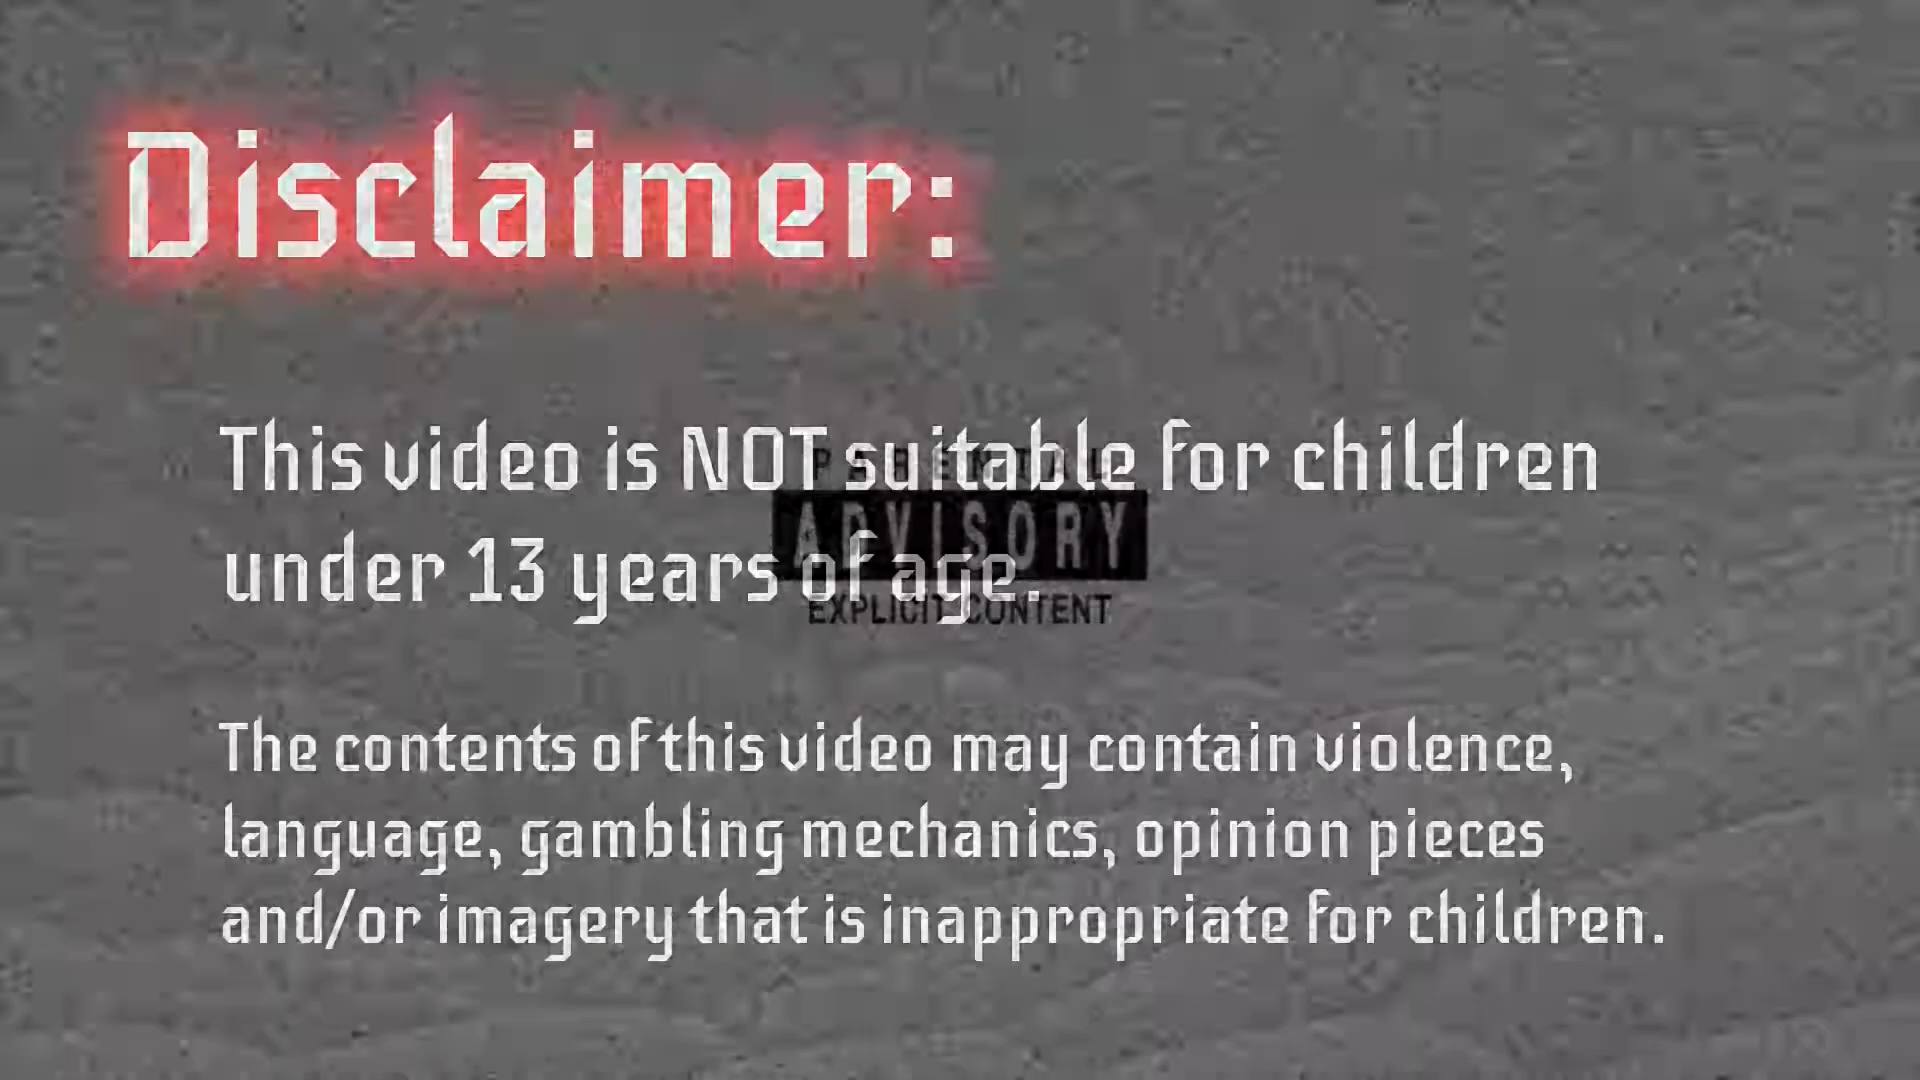 Disclaimer:
This video is NOT suitable for children
PARENTAL
ADVISORY
under 13 years of age.
EXPLICIT CONTENT
The contents of this video may contain violence,
language, gambling mechanics, opinion pieces
and/or imagery that is inappropriate for children.